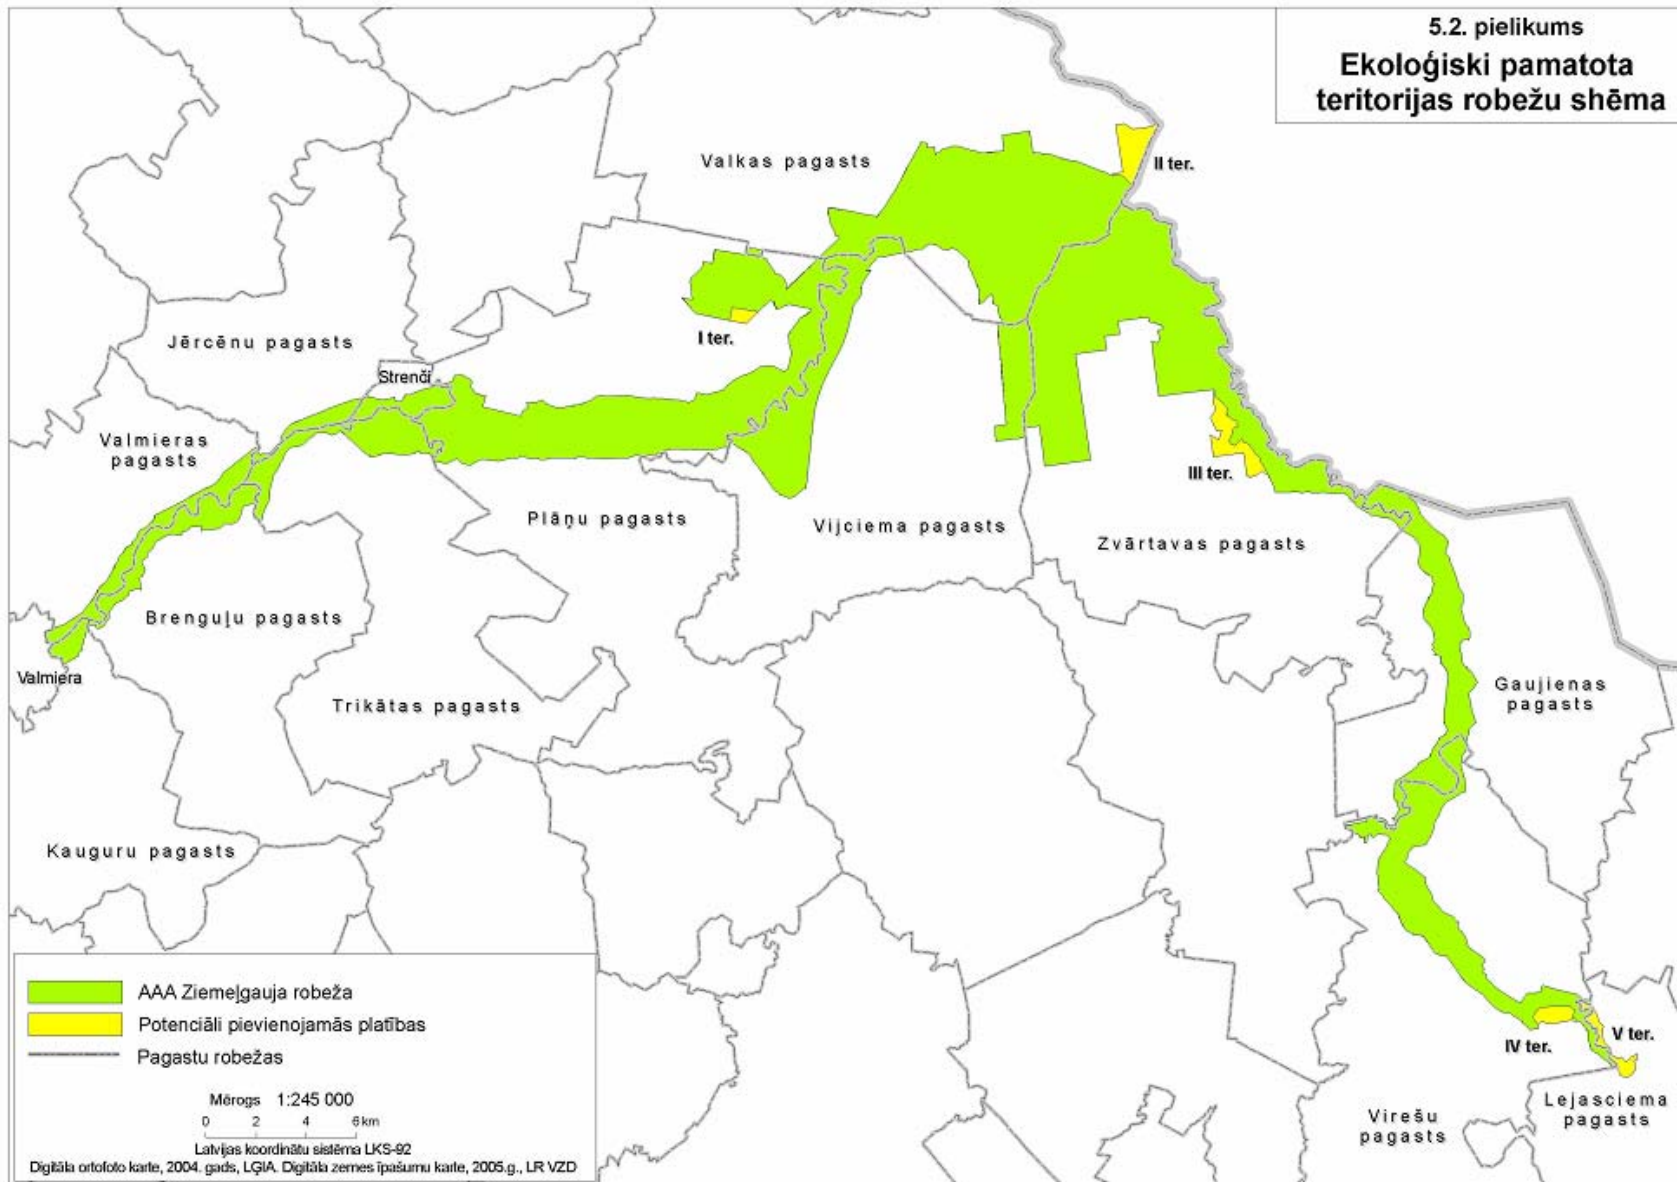 5.2. pielikums
Ekoloģiski pamatota
teritorijas robežu shēma
Valkas pagasts
II ter.
I ter.
Jērcēnu pagasts
Strenči
Valmieras
pagasts
III ter.
Plāņu pagasts
Vijciema pagasts
Zvārtavas pagasts
Brenguļu pagasts
Valmiera
Trikātas pagasts
Gaujienas
pagasts
Kauguru pagasts
AAA Ziemeļgauja robeža
Potenciāli pievienojamās platības
Pagastu robežas
Mērogs 1:245 000
0 2 4 6 km
Latvijas koordinātu sistēma LKS-92
Digitāla ortofoto karte, 2004. gads, LĢIA. Digitāla zemes īpašumu karte, 2005.g., LR VZD
IV ter.
V ter.
Virešu
pagasts
Lejasciema
pagasts